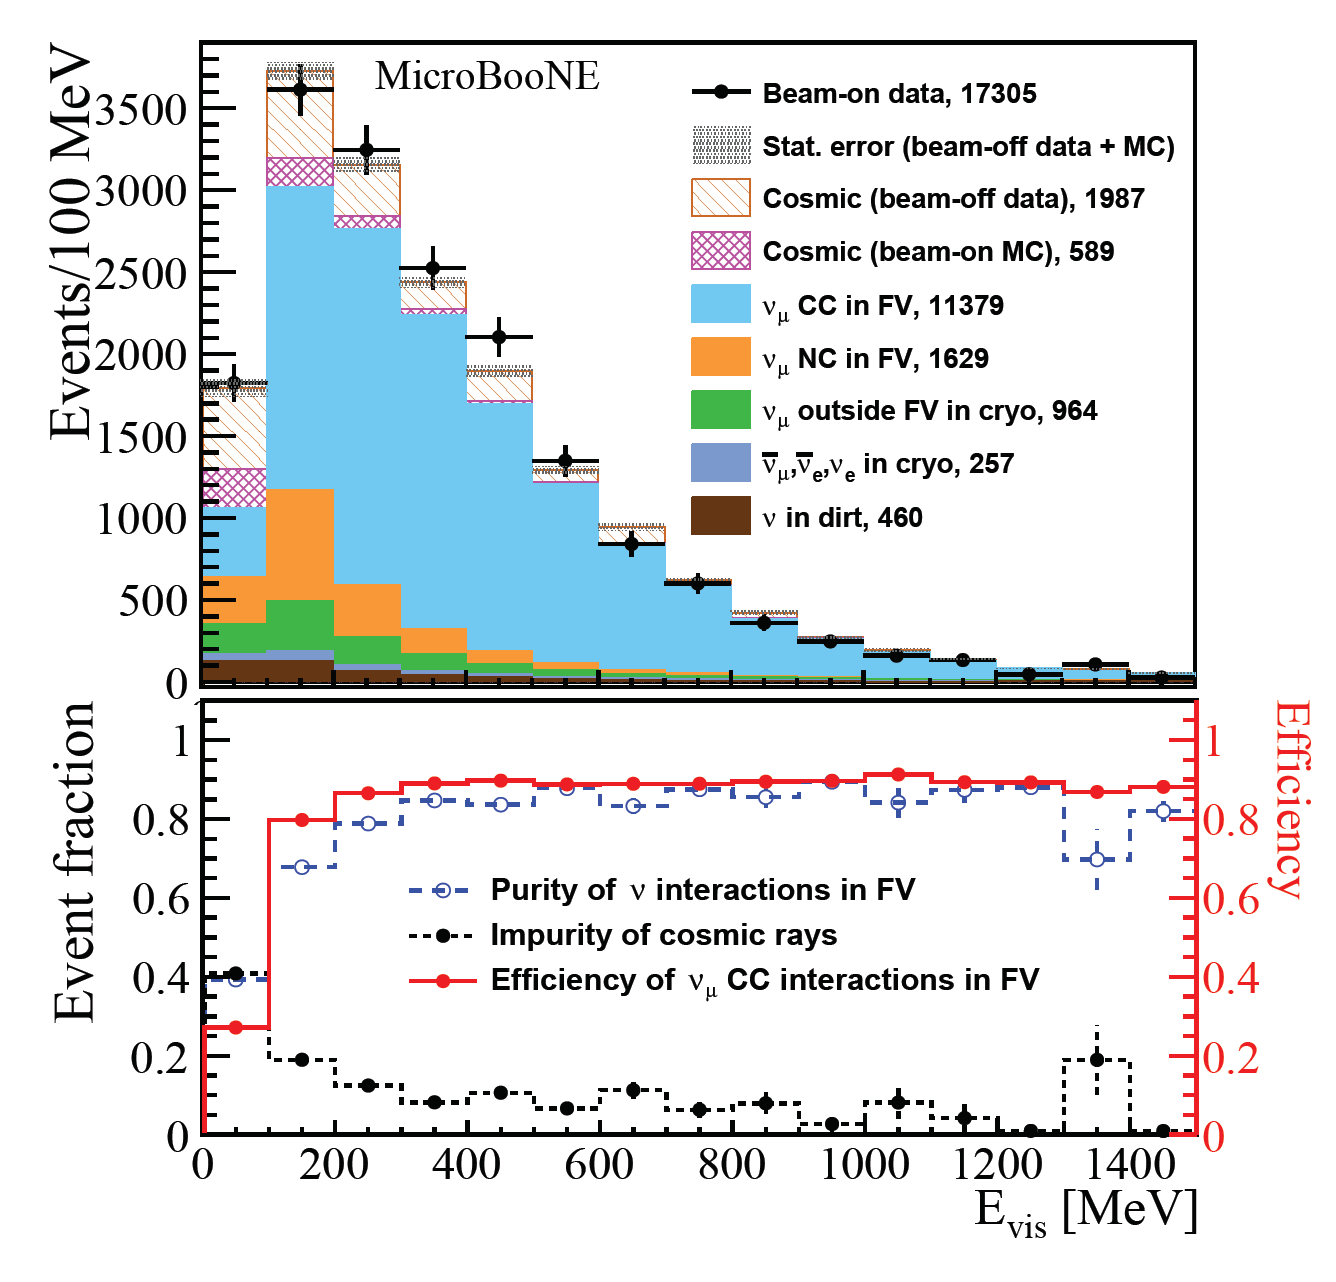 MicroBooNE
Events/100 MeV
3500
3000
2500
2000
1500
1000
500
0
Beam-on data, 17305
Stat. error (beam-off data + MC)
Cosmic (beam-off data), 1987
Cosmic (beam-on MC), 589
νμ CC in FV, 11379
νμ NC in FV, 1629
νμ outside FV in cryo, 964
ν̅μ,ν̅e,νe in cryo, 257
ν in dirt, 460
Event fraction
1
0.8
0.6
0.4
0.2
0
Purity of ν interactions in FV
Impurity of cosmic rays
Efficiency of νμ CC interactions in FV
Efficiency
1
0.8
0.6
0.4
0.2
0
0 200 400 600 800 1000 1200 1400
Evis [MeV]